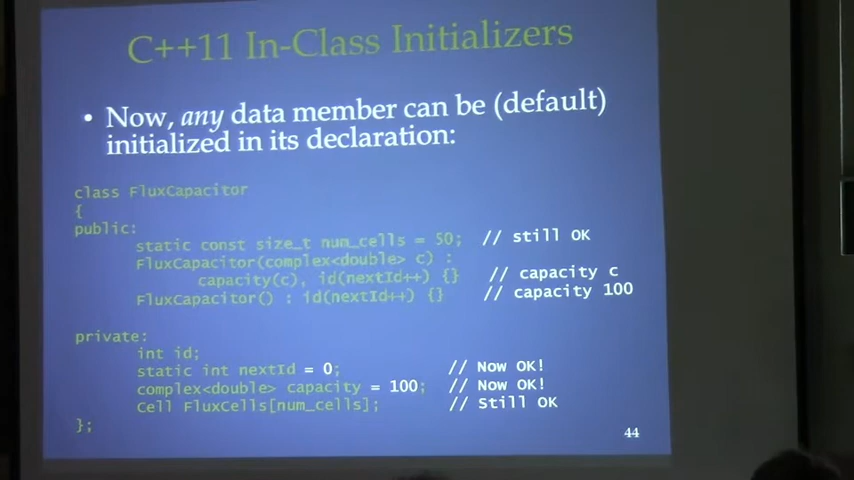 C++11 In-Class Initializers
• Now, any data member can be (default)
initialized in its declaration:
class FluxCapacitor
{
public:
static const size_t num_cells = 50; // still OK
FluxCapacitor(complex<double> c) :
capacity(c), id(nextId++) {} // capacity c
FluxCapacitor() : id(nextId++) {} // capacity 100
private:
int id;
static int nextId = 0; // Now OK!
complex<double> capacity = 100; // Now OK!
Cell FluxCells[num_cells]; // Still OK
};
44